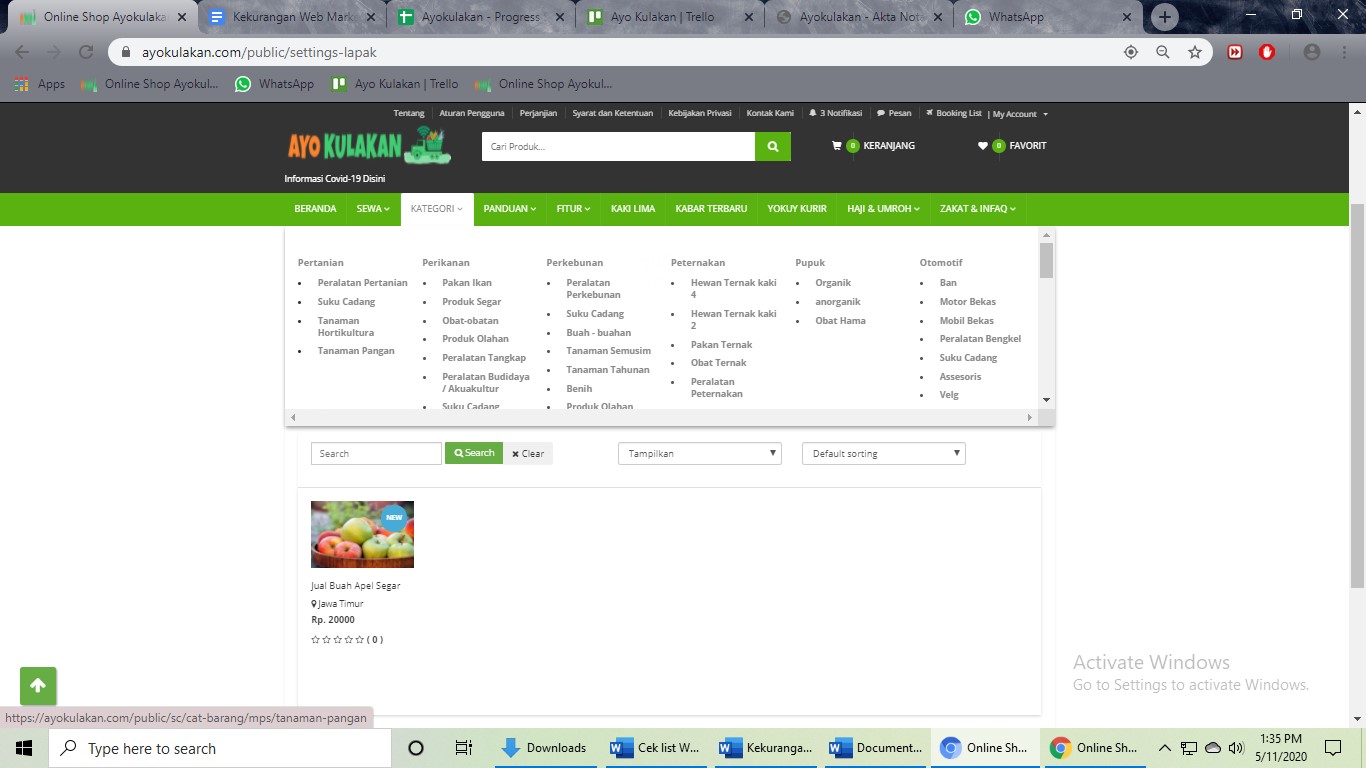 Online Shop Ayokulaka
Kekurangan Web Mark
Ayokulakan - Progress
Ayo Kulakan | Trello
Ayokulakan - Akta Nota
WhatsApp
ayokulakan.com/public/settings-lapak
Apps
Online Shop Ayokul...
WhatsApp
Ayo Kulakan | Trello
Online Shop Ayokul...
Tentang
Aturan Pengguna
Perjanjian
Syarat dan Ketentuan
Kebijakan Privasi
Kontak Kami
3 Notifikasi
Pesan
Booking List
| My Account
AYO KULAKAN
Cari Produk...
0 KERANJANG
0 FAVORIT
Informasi Covid-19 Disini
BERANDA
SEWA
KATEGORI
PANDUAN
FITUR
KAKI LIMA
KABAR TERBARU
YOKUY KURIR
HAJI & UMROH
ZAKAT & INFAQ
Pertanian
Peralatan Pertanian
Suku Cadang
Tanaman
Hortikultura
Tanaman Pangan
Perikanan
Pakan Ikan
Produk Segar
Obat-obatan
Produk Olahan
Peralatan Tangkap
Peralatan Budidaya
/ Akuakultur
Suku Cadang
Perkebunan
Peralatan
Perkebunan
Suku Cadang
Buah - buahan
Tanaman Semusim
Tanaman Tahunan
Benih
Produk Olahan
Peternakan
Hewan Ternak kaki
4
Hewan Ternak kaki
2
Pakan Ternak
Obat Ternak
Peralatan
Peternakan
Pupuk
Organik
anorganik
Obat Hama
Otomotif
Ban
Motor Bekas
Mobil Bekas
Peralatan Bengkel
Suku Cadang
Assesoris
Velg
Search
Search
Clear
Tampilkan
Default sorting
NEW
Jual Buah Apel Segar
Jawa Timur
Rp. 20000
( 0 )
Activate Windows
Go to Settings to activate Windows.
https://ayokulakan.com/public/sc/cat-barang/mps/tanaman-pangan
Type here to search
Downloads
Cek list W...
Kekuranga...
Document...
Online Sh...
Online Sh...
1:35 PM
5/11/2020